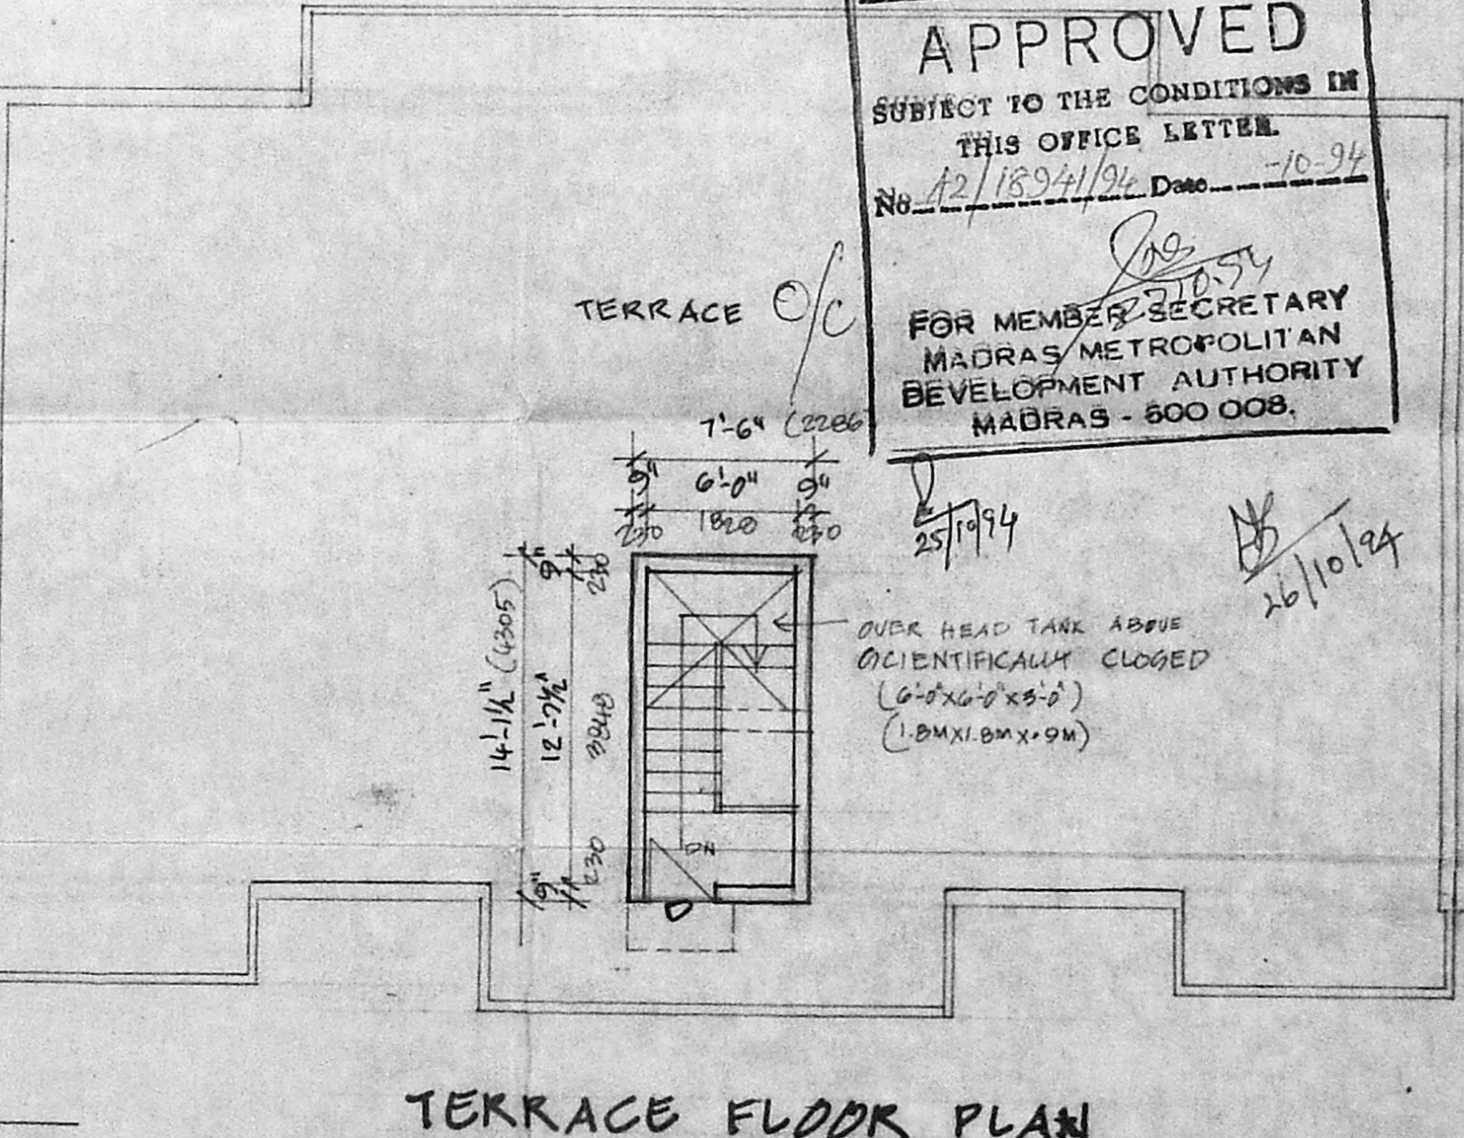 APPROVED
SUBJECT TO THE CONDITIONS IN
THIS OFFICE LETTER.
No A2/18941/94 Date -10-94
FOR MEMBER SECRETARY
MADRAS METROPOLITAN
DEVELOPMENT AUTHORITY
MADRAS - 600 008.
TERRACE O/C
7'-6" (2286
9" 6'-0" 9"
230 1820 230
25/10/94
26/10/94
9" 230
14'-1½" (4305)
12'-7½"
3848
9" 230
OVER HEAD TANK ABOVE
SCIENTIFICALLY CLOSED
(6'-0"X6'-0"X3'-0")
(1.8MX1.8MX.9M)
DN
D
TERRACE FLOOR PLAN